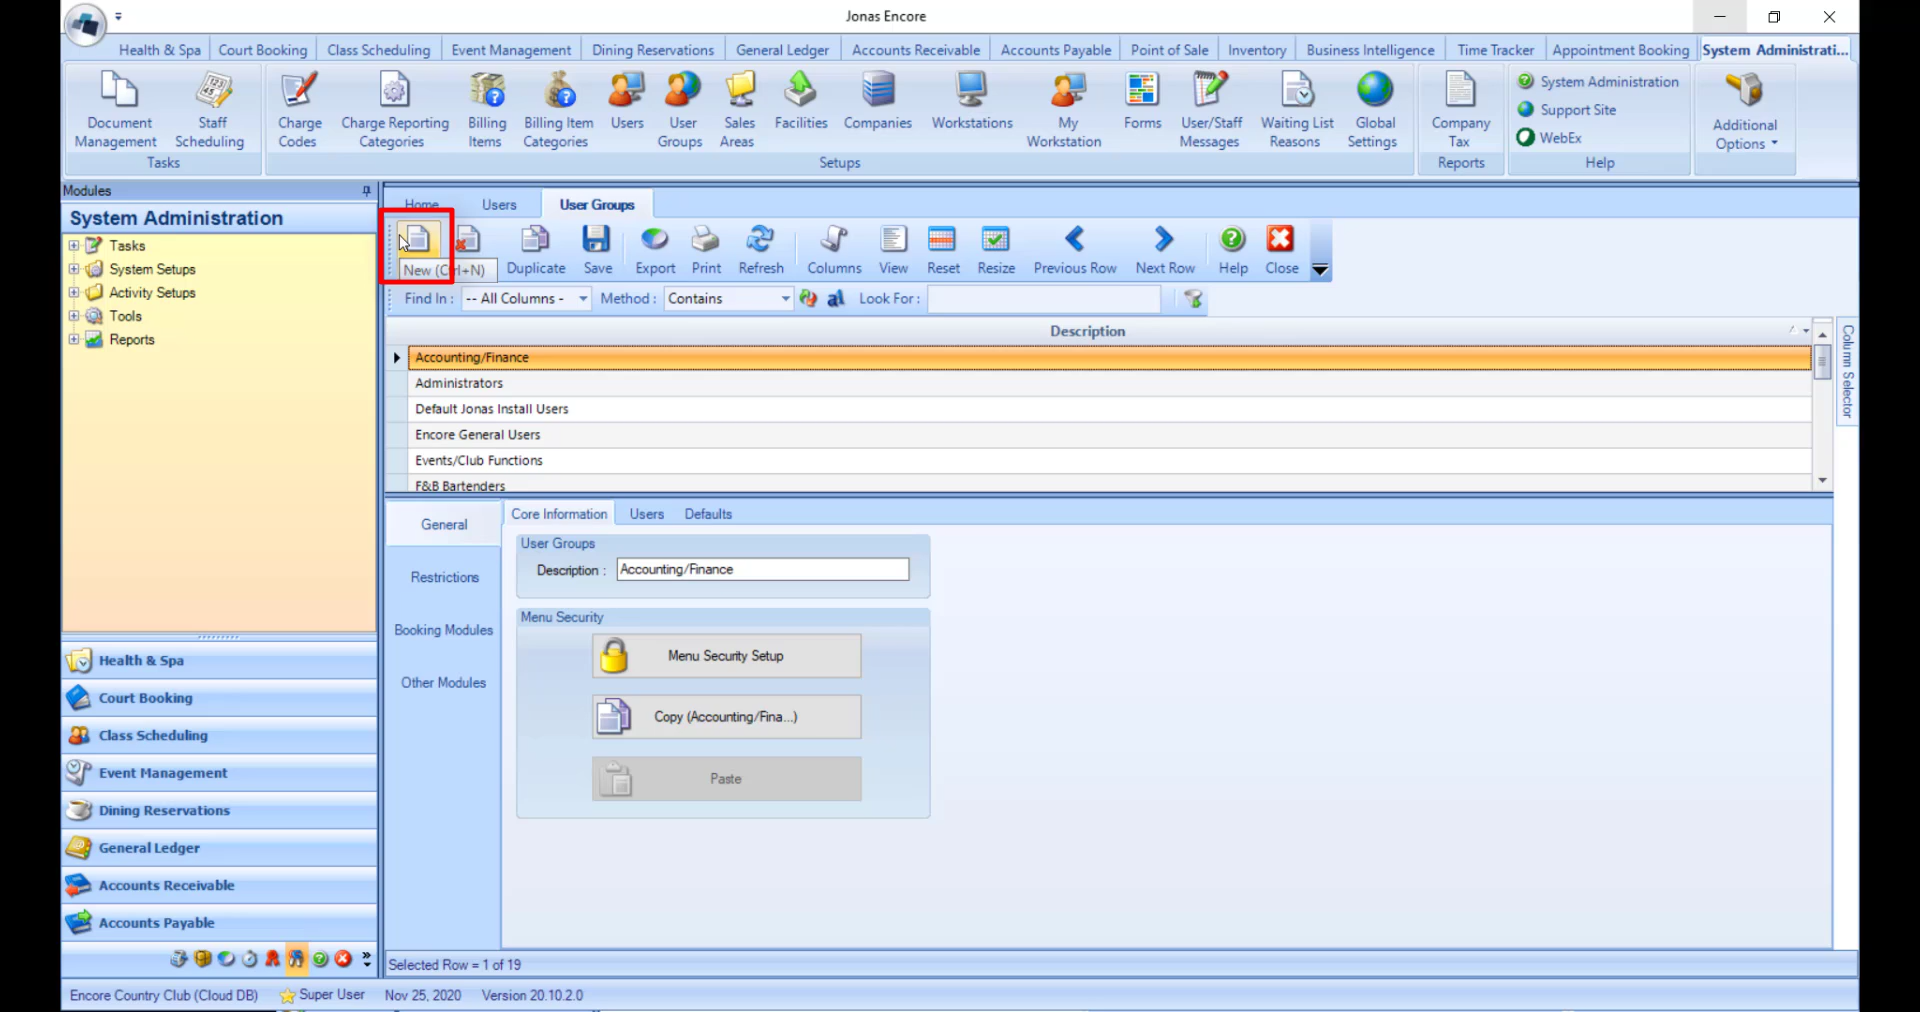 Jonas Encore
Health & Spa Court Booking Class Scheduling Event Management Dining Reservations General Ledger Accounts Receivable Accounts Payable Point of Sale Inventory Business Intelligence Time Tracker Appointment Booking System Administrati...
Document Management
Staff Scheduling
Tasks
Charge Codes
Charge Reporting Categories
Billing Items
Billing Item Categories
Users
User Groups
Sales Areas
Facilities
Companies
Workstations
My Workstation
Forms
User/Staff Messages
Waiting List Reasons
Global Settings
Setups
Company Tax
Reports
System Administration
Support Site
WebEx
Help
Additional Options
Modules
System Administration
Tasks
System Setups
Activity Setups
Tools
Reports
Health & Spa
Court Booking
Class Scheduling
Event Management
Dining Reservations
General Ledger
Accounts Receivable
Accounts Payable
Home Users User Groups
New (Ctrl+N) Duplicate Save Export Print Refresh Columns View Reset Resize Previous Row Next Row Help Close
Find In : -- All Columns - Method : Contains Look For :
Description
Accounting/Finance
Administrators
Default Jonas Install Users
Encore General Users
Events/Club Functions
F&B Bartenders
Column Selector
General
Restrictions
Booking Modules
Other Modules
Core Information Users Defaults
User Groups
Description : Accounting/Finance
Menu Security
Menu Security Setup
Copy (Accounting/Fina...)
Paste
Selected Row = 1 of 19
Encore Country Club (Cloud DB) Super User Nov 25, 2020 Version 20.10.2.0